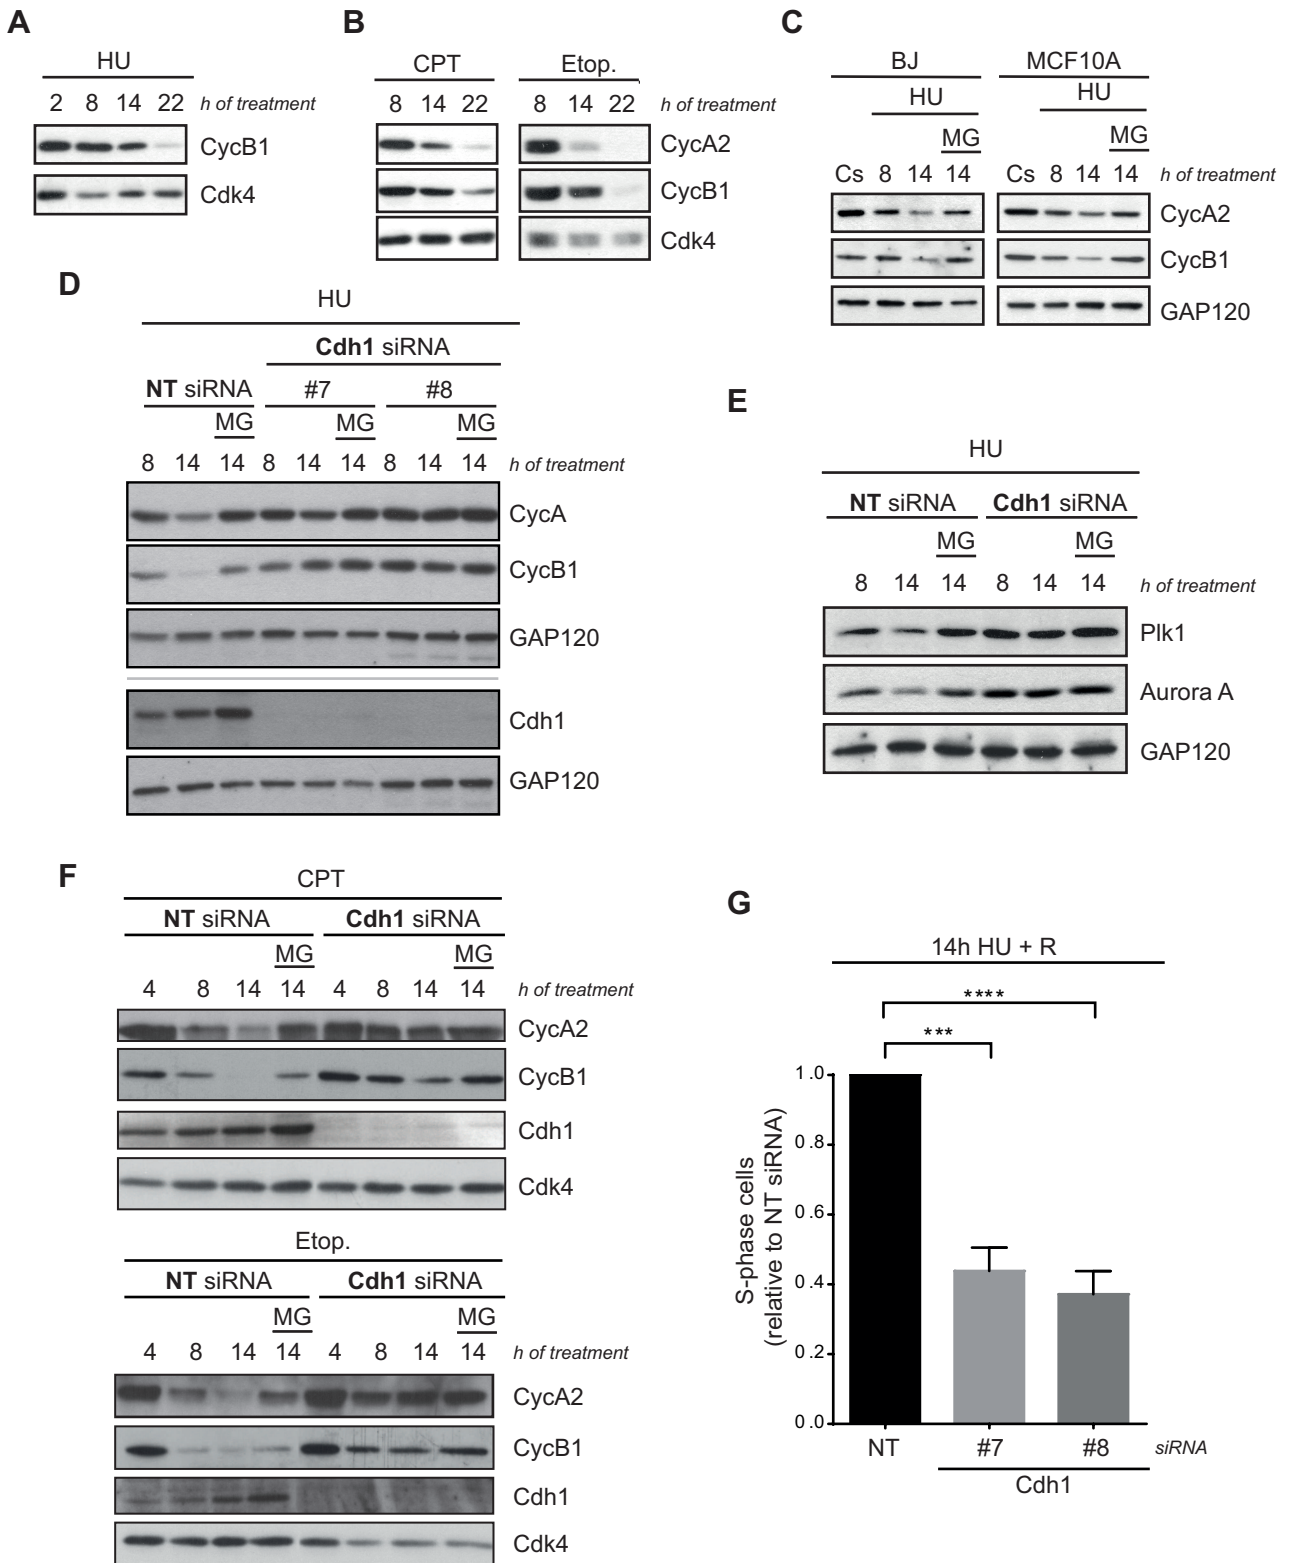 A
HU
2 8 14 22 h of treatment
CycB1
Cdk4
B
CPT Etop.
8 14 22 8 14 22 h of treatment
CycA2
CycB1
Cdk4
C
BJ MCF10A
HU HU
MG MG
Cs 8 14 14 Cs 8 14 14 h of treatment
CycA2
CycB1
GAP120
D
HU
Cdh1 siRNA
NT siRNA #7 #8
MG MG MG
8 14 14 8 14 14 8 14 14 h of treatment
CycA
CycB1
GAP120
Cdh1
GAP120
E
HU
NT siRNA Cdh1 siRNA
MG MG
8 14 14 8 14 14 h of treatment
Plk1
Aurora A
GAP120
F
CPT
NT siRNA Cdh1 siRNA
MG MG
4 8 14 14 4 8 14 14 h of treatment
CycA2
CycB1
Cdh1
Cdk4
Etop.
NT siRNA Cdh1 siRNA
MG MG
4 8 14 14 4 8 14 14 h of treatment
CycA2
CycB1
Cdh1
Cdk4
G
14h HU + R
****
***
S-phase cells
(relative to NT siRNA)
1.0
0.8
0.6
0.4
0.2
0.0
NT #7 #8 siRNA
Cdh1